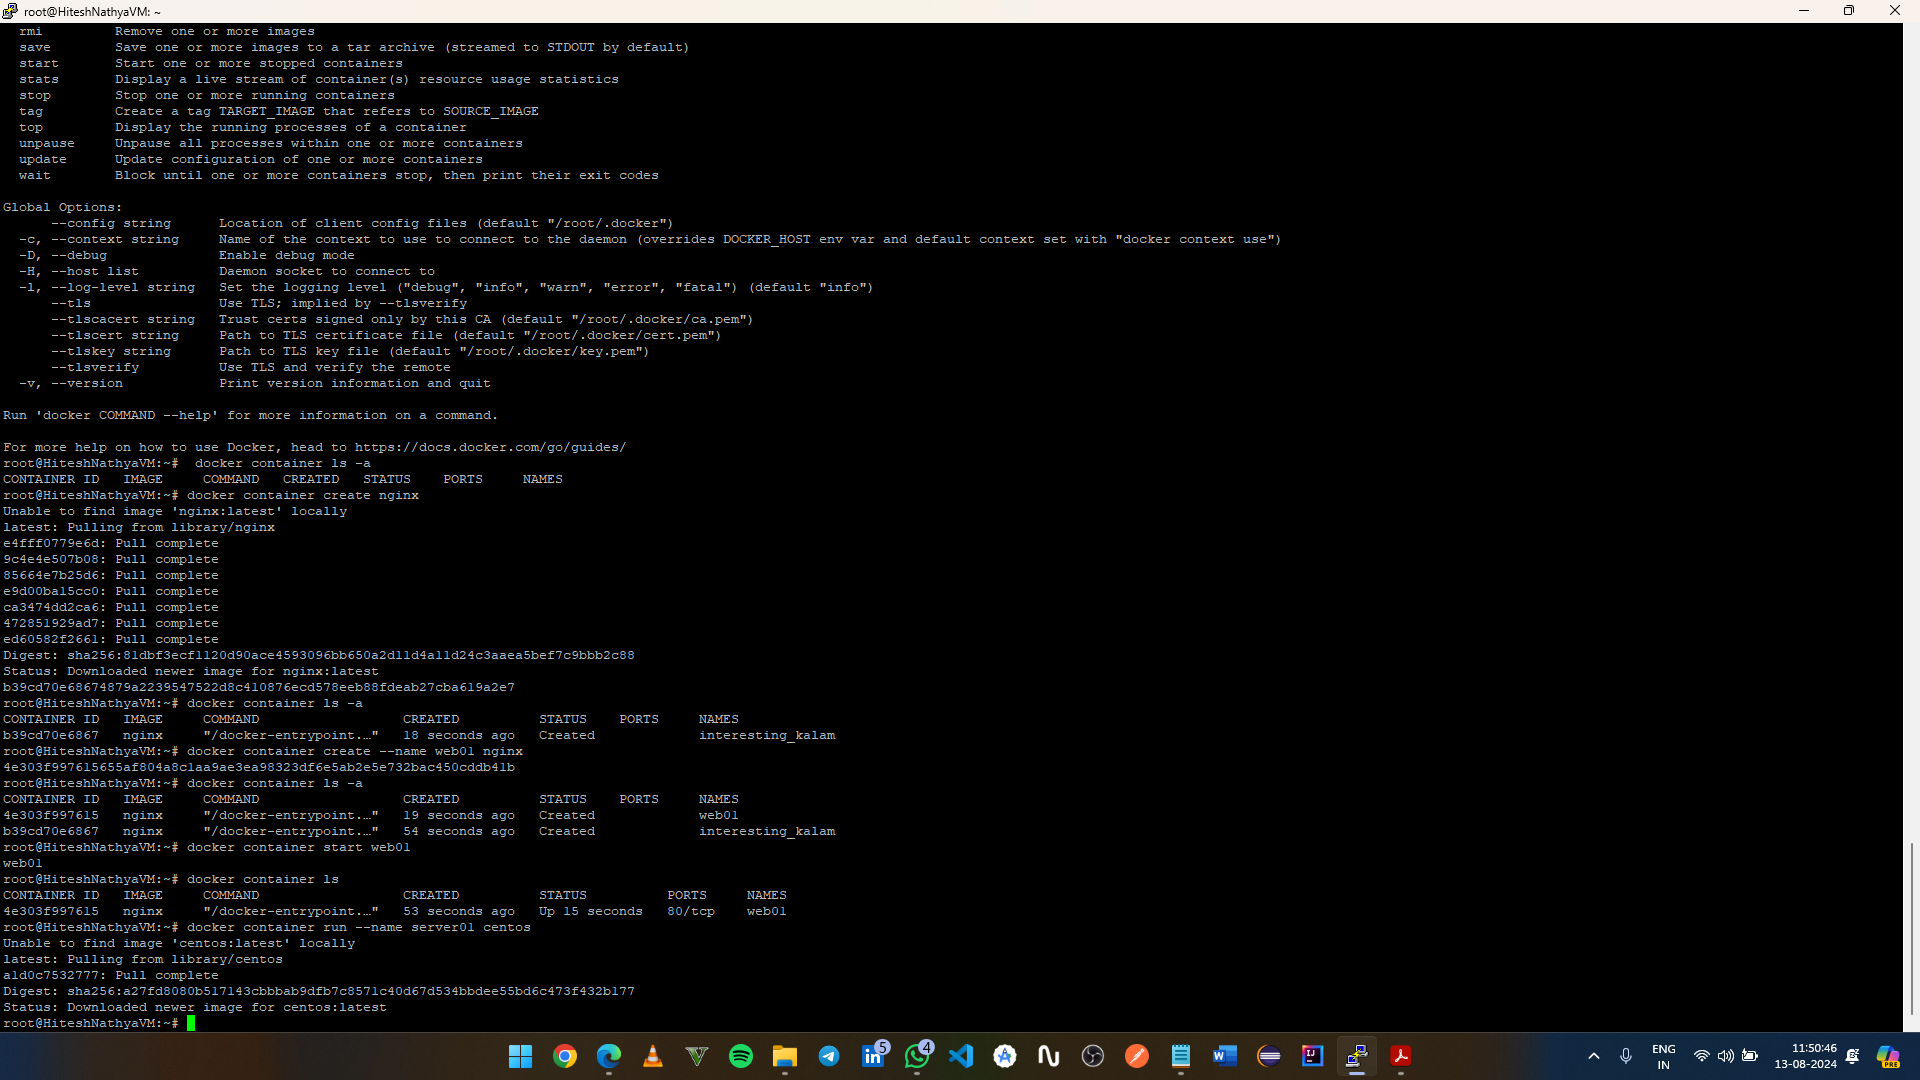 root@HiteshNathyaVM: ~
rmi Remove one or more images
save Save one or more images to a tar archive (streamed to STDOUT by default)
start Start one or more stopped containers
stats Display a live stream of container(s) resource usage statistics
stop Stop one or more running containers
tag Create a tag TARGET_IMAGE that refers to SOURCE_IMAGE
top Display the running processes of a container
unpause Unpause all processes within one or more containers
update Update configuration of one or more containers
wait Block until one or more containers stop, then print their exit codes
Global Options:
--config string Location of client config files (default "/root/.docker")
-c, --context string Name of the context to use to connect to the daemon (overrides DOCKER_HOST env var and default context set with "docker context use")
-D, --debug Enable debug mode
-H, --host list Daemon socket to connect to
-l, --log-level string Set the logging level ("debug", "info", "warn", "error", "fatal") (default "info")
--tls Use TLS; implied by --tlsverify
--tlscacert string Trust certs signed only by this CA (default "/root/.docker/ca.pem")
--tlscert string Path to TLS certificate file (default "/root/.docker/cert.pem")
--tlskey string Path to TLS key file (default "/root/.docker/key.pem")
--tlsverify Use TLS and verify the remote
-v, --version Print version information and quit
Run 'docker COMMAND --help' for more information on a command.
For more help on how to use Docker, head to https://docs.docker.com/go/guides/
root@HiteshNathyaVM:~# docker container ls -a
CONTAINER ID IMAGE COMMAND CREATED STATUS PORTS NAMES
root@HiteshNathyaVM:~# docker container create nginx
Unable to find image 'nginx:latest' locally
latest: Pulling from library/nginx
e4fff0779e6d: Pull complete
9c4e4e507b08: Pull complete
85664e7b25d6: Pull complete
e9d00ba15cc0: Pull complete
ca3474dd2ca6: Pull complete
472851929ad7: Pull complete
ed60582f2661: Pull complete
Digest: sha256:81dbf3ecf1120d90ace4593096bb650a2d11d4a11d24c3aaea5bef7c9bbb2c88
Status: Downloaded newer image for nginx:latest
b39cd70e68674879a2239547522d8c410876ecd578eeb88fdeab27cba619a2e7
root@HiteshNathyaVM:~# docker container ls -a
CONTAINER ID IMAGE COMMAND CREATED STATUS PORTS NAMES
b39cd70e6867 nginx "/docker-entrypoint.…" 18 seconds ago Created interesting_kalam
root@HiteshNathyaVM:~# docker container create --name web01 nginx
4e303f997615655af804a8c1aa9ae3ea98323df6e5ab2e5e732bac450cddb41b
root@HiteshNathyaVM:~# docker container ls -a
CONTAINER ID IMAGE COMMAND CREATED STATUS PORTS NAMES
4e303f997615 nginx "/docker-entrypoint.…" 19 seconds ago Created web01
b39cd70e6867 nginx "/docker-entrypoint.…" 54 seconds ago Created interesting_kalam
root@HiteshNathyaVM:~# docker container start web01
web01
root@HiteshNathyaVM:~# docker container ls
CONTAINER ID IMAGE COMMAND CREATED STATUS PORTS NAMES
4e303f997615 nginx "/docker-entrypoint.…" 53 seconds ago Up 15 seconds 80/tcp web01
root@HiteshNathyaVM:~# docker container run --name server01 centos
Unable to find image 'centos:latest' locally
latest: Pulling from library/centos
a1d0c7532777: Pull complete
Digest: sha256:a27fd8080b517143cbbbab9dfb7c8571c40d67d534bbdee55bd6c473f432b177
Status: Downloaded newer image for centos:latest
root@HiteshNathyaVM:~#
5
4
ENG
IN
11:50:46
13-08-2024
PRE